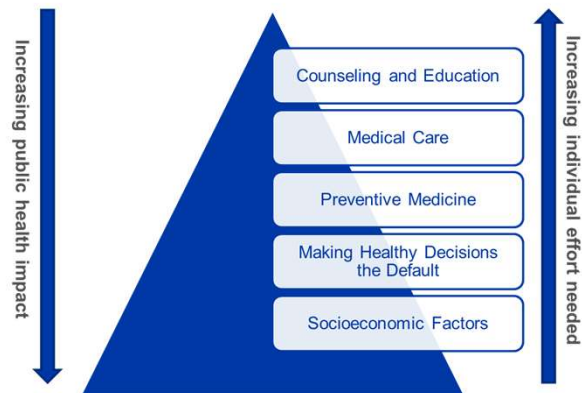 Increasing public health impact
Counseling and Education
Medical Care
Preventive Medicine
Making Healthy Decisions
the Default
Socioeconomic Factors
Increasing individual effort needed